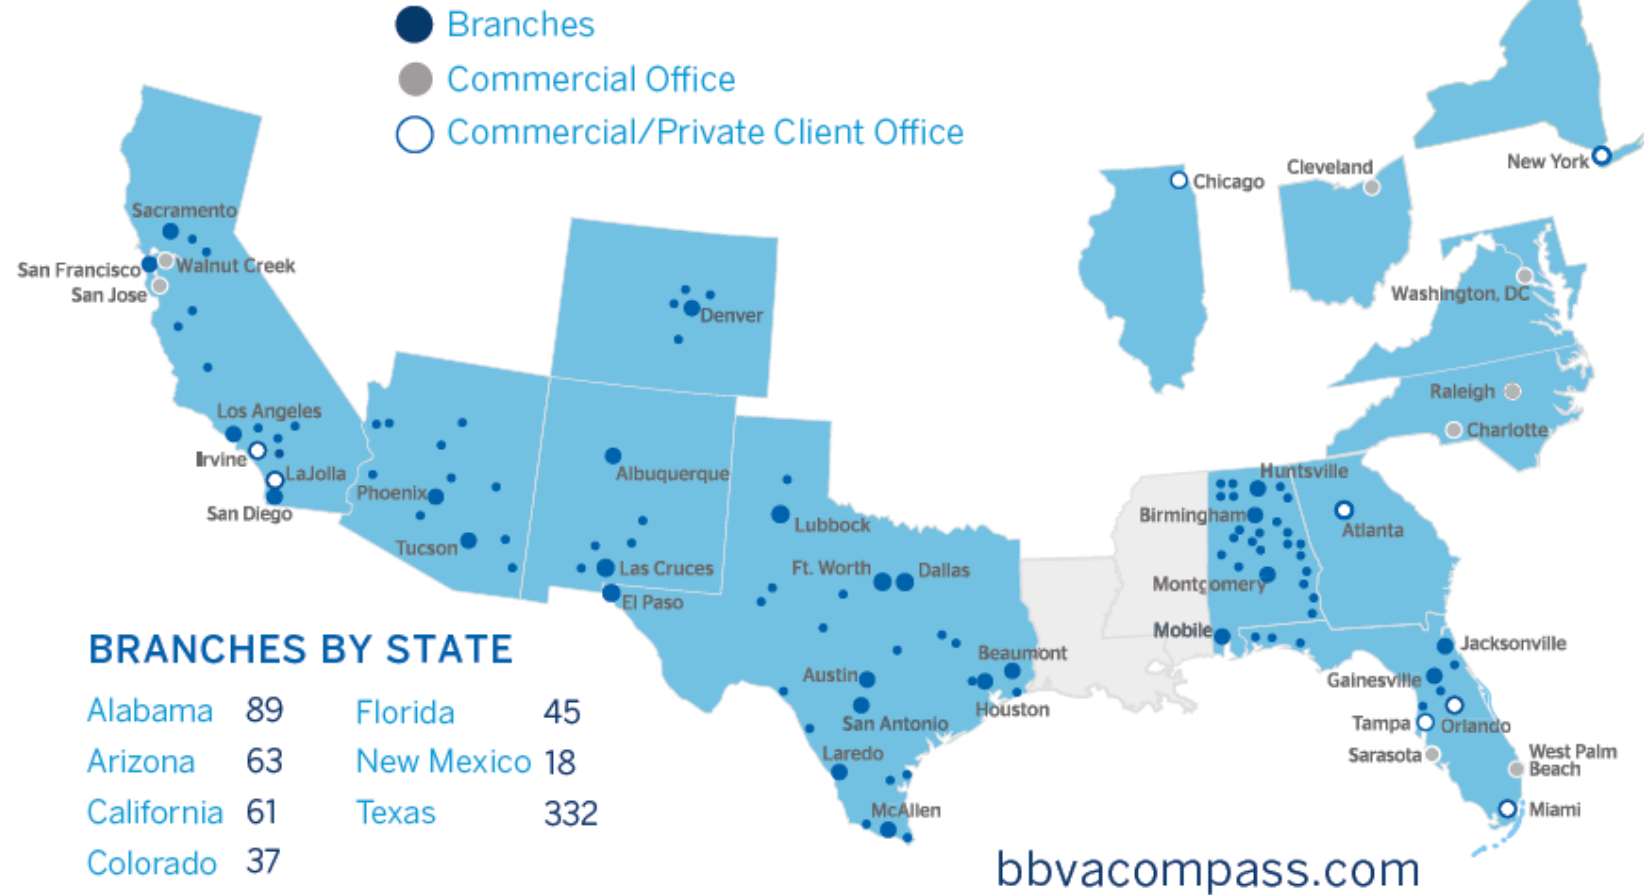 Branches
Commercial Office
Commercial/Private Client Office
Sacramento
San Francisco
Walnut Creek
San Jose
Los Angeles
Irvine
LaJolla
San Diego
Denver
Phoenix
Tucson
Albuquerque
Las Cruces
El Paso
Lubbock
Ft. Worth
Dallas
Austin
Beaumont
San Antonio
Houston
Laredo
McAllen
Chicago
Cleveland
New York
Washington, DC
Raleigh
Charlotte
Huntsville
Birmingham
Atlanta
Montgomery
Mobile
Jacksonville
Gainesville
Tampa
Orlando
Sarasota
West Palm
Beach
Miami
BRANCHES BY STATE
Alabama 89 Florida 45
Arizona 63 New Mexico 18
California 61 Texas 332
Colorado 37
bbvacompass.com